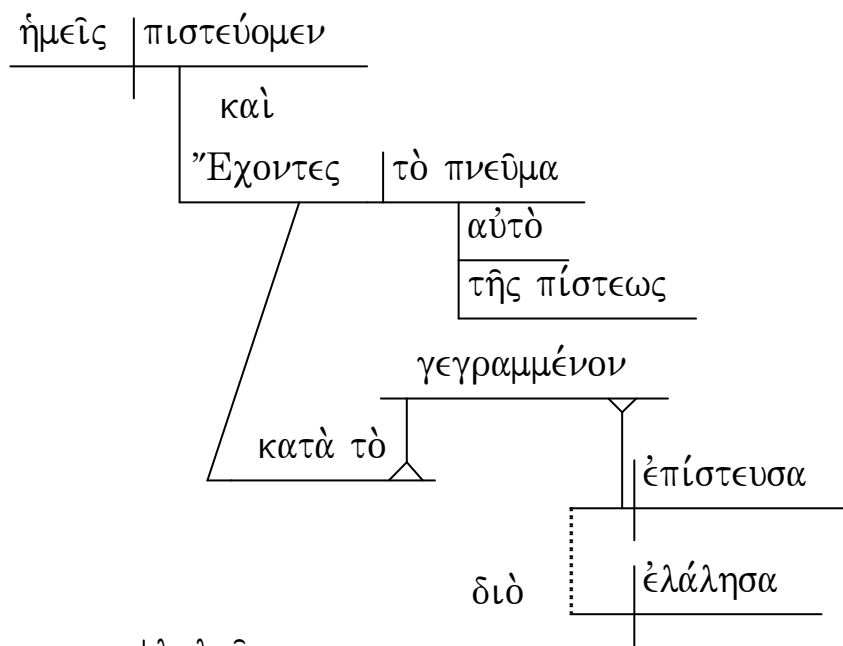 ἡμεῖς πιστεύομεν
καὶ
Ἔχοντες τὸ πνεῦμα
αὐτὸ
τῆς πίστεως
γεγραμμένον
κατὰ τὸ
ἐπίστευσα
διὸ ἐλάλησα